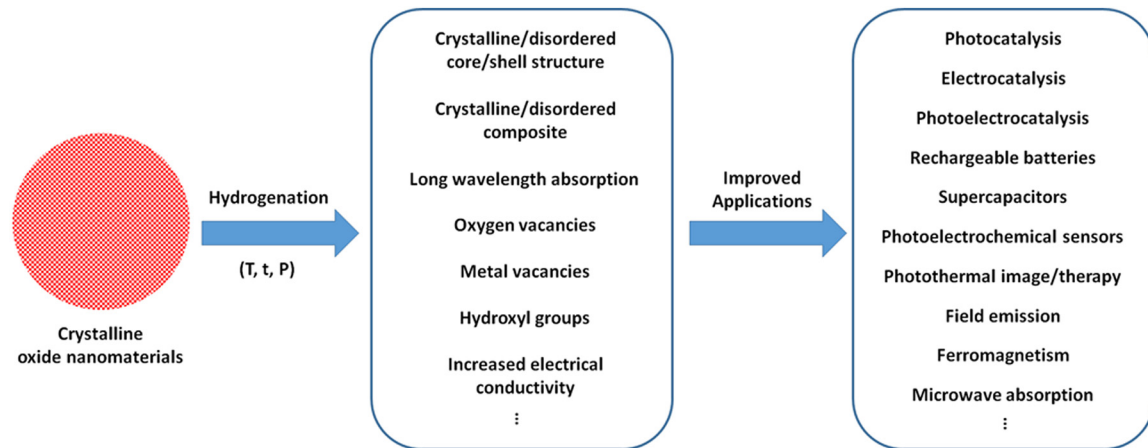 Crystalline
oxide nanomaterials
Hydrogenation
(T, t, P)
Crystalline/disordered
core/shell structure
Crystalline/disordered
composite
Long wavelength absorption
Oxygen vacancies
Metal vacancies
Hydroxyl groups
Increased electrical
conductivity
⋮
Improved
Applications
Photocatalysis
Electrocatalysis
Photoelectrocatalysis
Rechargeable batteries
Supercapacitors
Photoelectrochemical sensors
Photothermal image/therapy
Field emission
Ferromagnetism
Microwave absorption
⋮